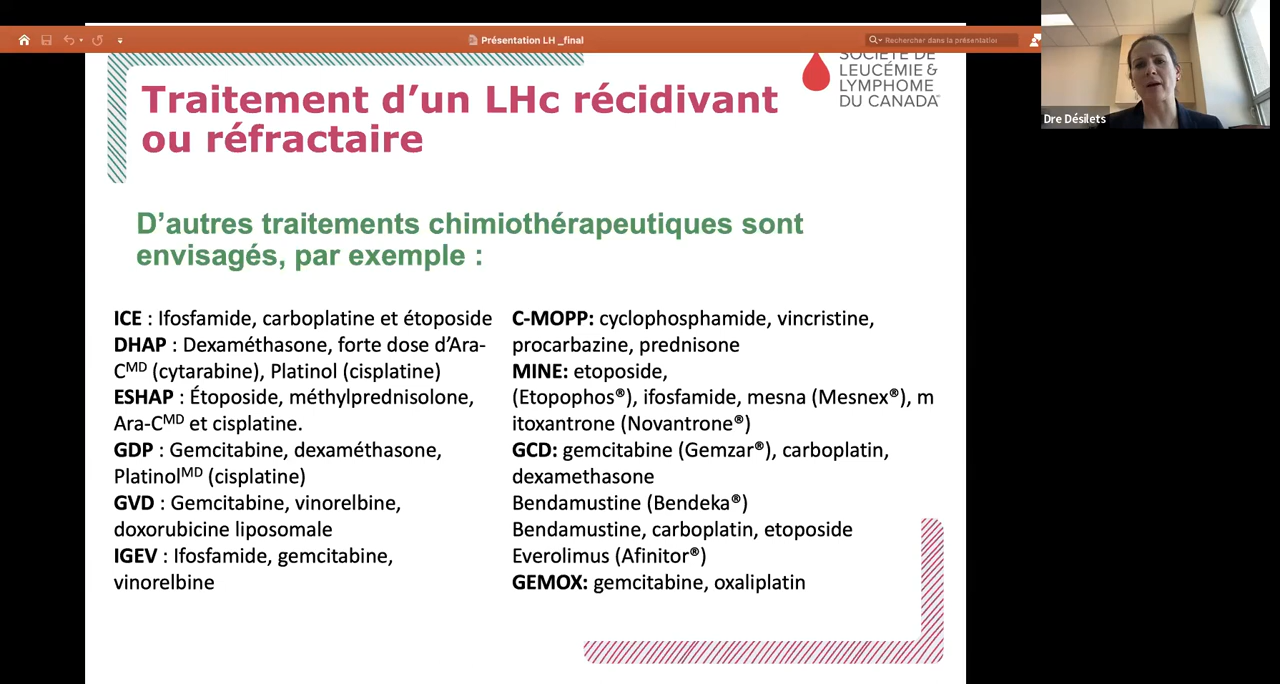 Présentation LH _final
Rechercher dans la présentation
SOCIÉTÉ DE
LEUCÉMIE &
LYMPHOME
DU CANADA
Dre Désilets
Traitement d’un LHc récidivant
ou réfractaire
D’autres traitements chimiothérapeutiques sont
envisagés, par exemple :
ICE : Ifosfamide, carboplatine et étoposide
DHAP : Dexaméthasone, forte dose d’Ara-
Cᴹᴰ (cytarabine), Platinol (cisplatine)
ESHAP : Étoposide, méthylprednisolone,
Ara-Cᴹᴰ et cisplatine.
GDP : Gemcitabine, dexaméthasone,
Platinolᴹᴰ (cisplatine)
GVD : Gemcitabine, vinorelbine,
doxorubicine liposomale
IGEV : Ifosfamide, gemcitabine,
vinorelbine
C-MOPP: cyclophosphamide, vincristine,
procarbazine, prednisone
MINE: etoposide,
(Etopophos®), ifosfamide, mesna (Mesnex®), m
itoxantrone (Novantrone®)
GCD: gemcitabine (Gemzar®), carboplatin,
dexamethasone
Bendamustine (Bendeka®)
Bendamustine, carboplatin, etoposide
Everolimus (Afinitor®)
GEMOX: gemcitabine, oxaliplatin